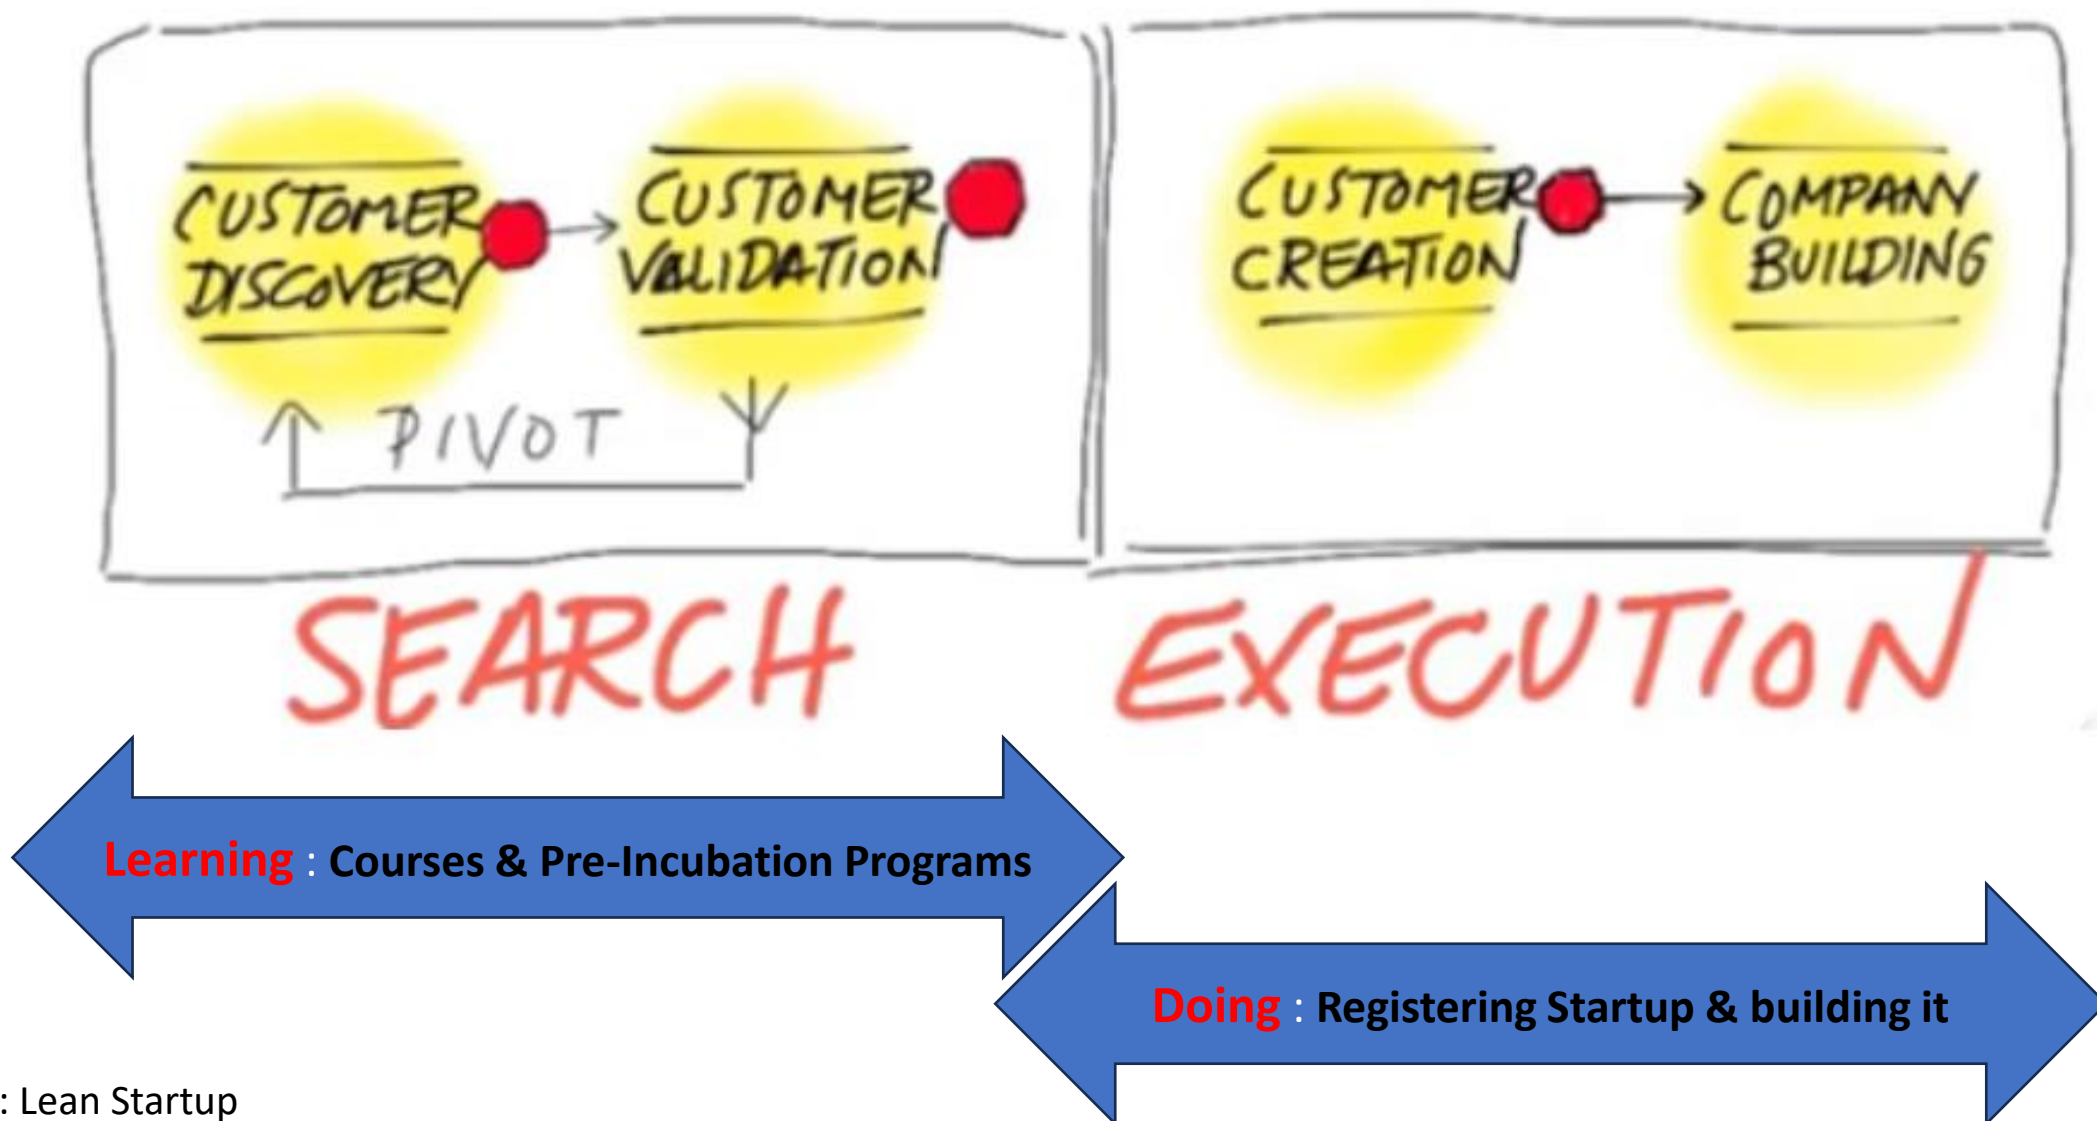 CUSTOMER
DISCOVERY
CUSTOMER
VALIDATION
PIVOT
CUSTOMER
CREATION
COMPANY
BUILDING
SEARCH
EXECUTION
Learning : Courses & Pre-Incubation Programs
Doing : Registering Startup & building it
: Lean Startup